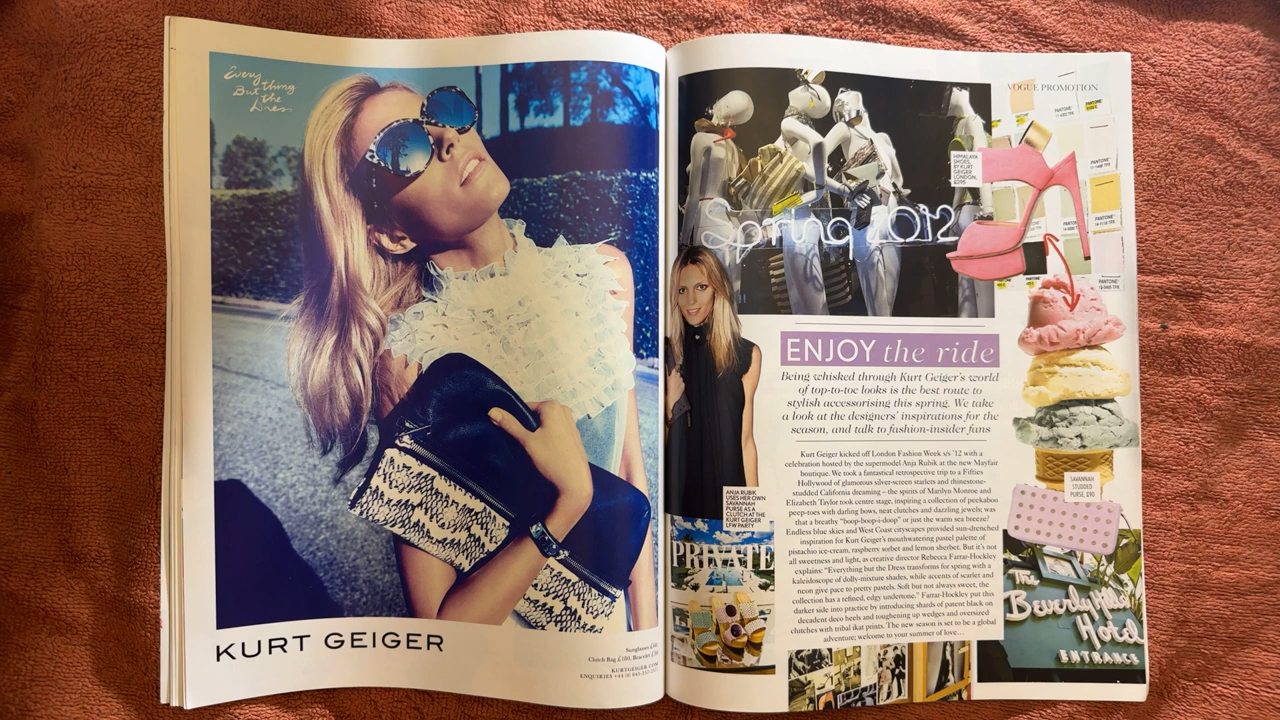 Every
But thing
the
KURT GEIGER
Sunglasses
Clutch Bag £180, Bracelet
KURTGEIGER.COM
VOGUE PROMOTION
HIMALAYA
SHOES,
BY KURT
GEIGER
LONDON,
£295
PANTONE
PANTONE
PANTONE
PANTONE
PANTONE
Spring 2012
ENJOY the ride
Being whisked through Kurt Geiger's world
of top-to-toe looks is the best route to
stylish accessorising this spring. We take
a look at the designers' inspirations for the
season, and talk to fashion-insider fans
Kurt Geiger kicked off London Fashion Week s/s '12 with a
celebration hosted by the supermodel Anja Rubik at the new Mayfair
boutique. We took a fantastical retrospective trip to a Fifties
Hollywood of glamorous silver-screen starlets and rhinestone-
studded California dreaming – the spirits of Marilyn Monroe and
Elizabeth Taylor took centre stage, inspiring a collection of peekaboo
peep-toes with darling bows, neat clutches and dazzling jewels; was
that a breathy "boop-boop-i-doop" or just the warm sea breeze?
Endless blue skies and West Coast cityscapes provided sun-drenched
inspiration for Kurt Geiger's mouthwatering pastel palette of
pistachio ice-cream, raspberry sorbet and lemon sherbet. But it's not
all sweetness and light, as creative director Rebecca Farrar-Hockley
explains: "Everything but the Dress transforms for spring with a
kaleidoscope of dolly-mixture shades, while accents of scarlet and
neon give pace to pretty pastels. Soft but not always sweet, the
collection has a refined, edgy undertone." Farrar-Hockley put this
darker side into practice by introducing shards of patent black on
decadent deco heels and toughening up wedges and oversized
clutches with tribal ikat prints. The new season is set to be a global
adventure; welcome to your summer of love…
ANJA RUBIK
USES HER OWN
SAVANNAH
PURSE AS A
CLUTCH AT THE
KURT GEIGER
LFW PARTY
PRIVATE
SAVANNAH
STUDDED
PURSE, £90
The
Beverly Hills
Hotel
ENTRANCE